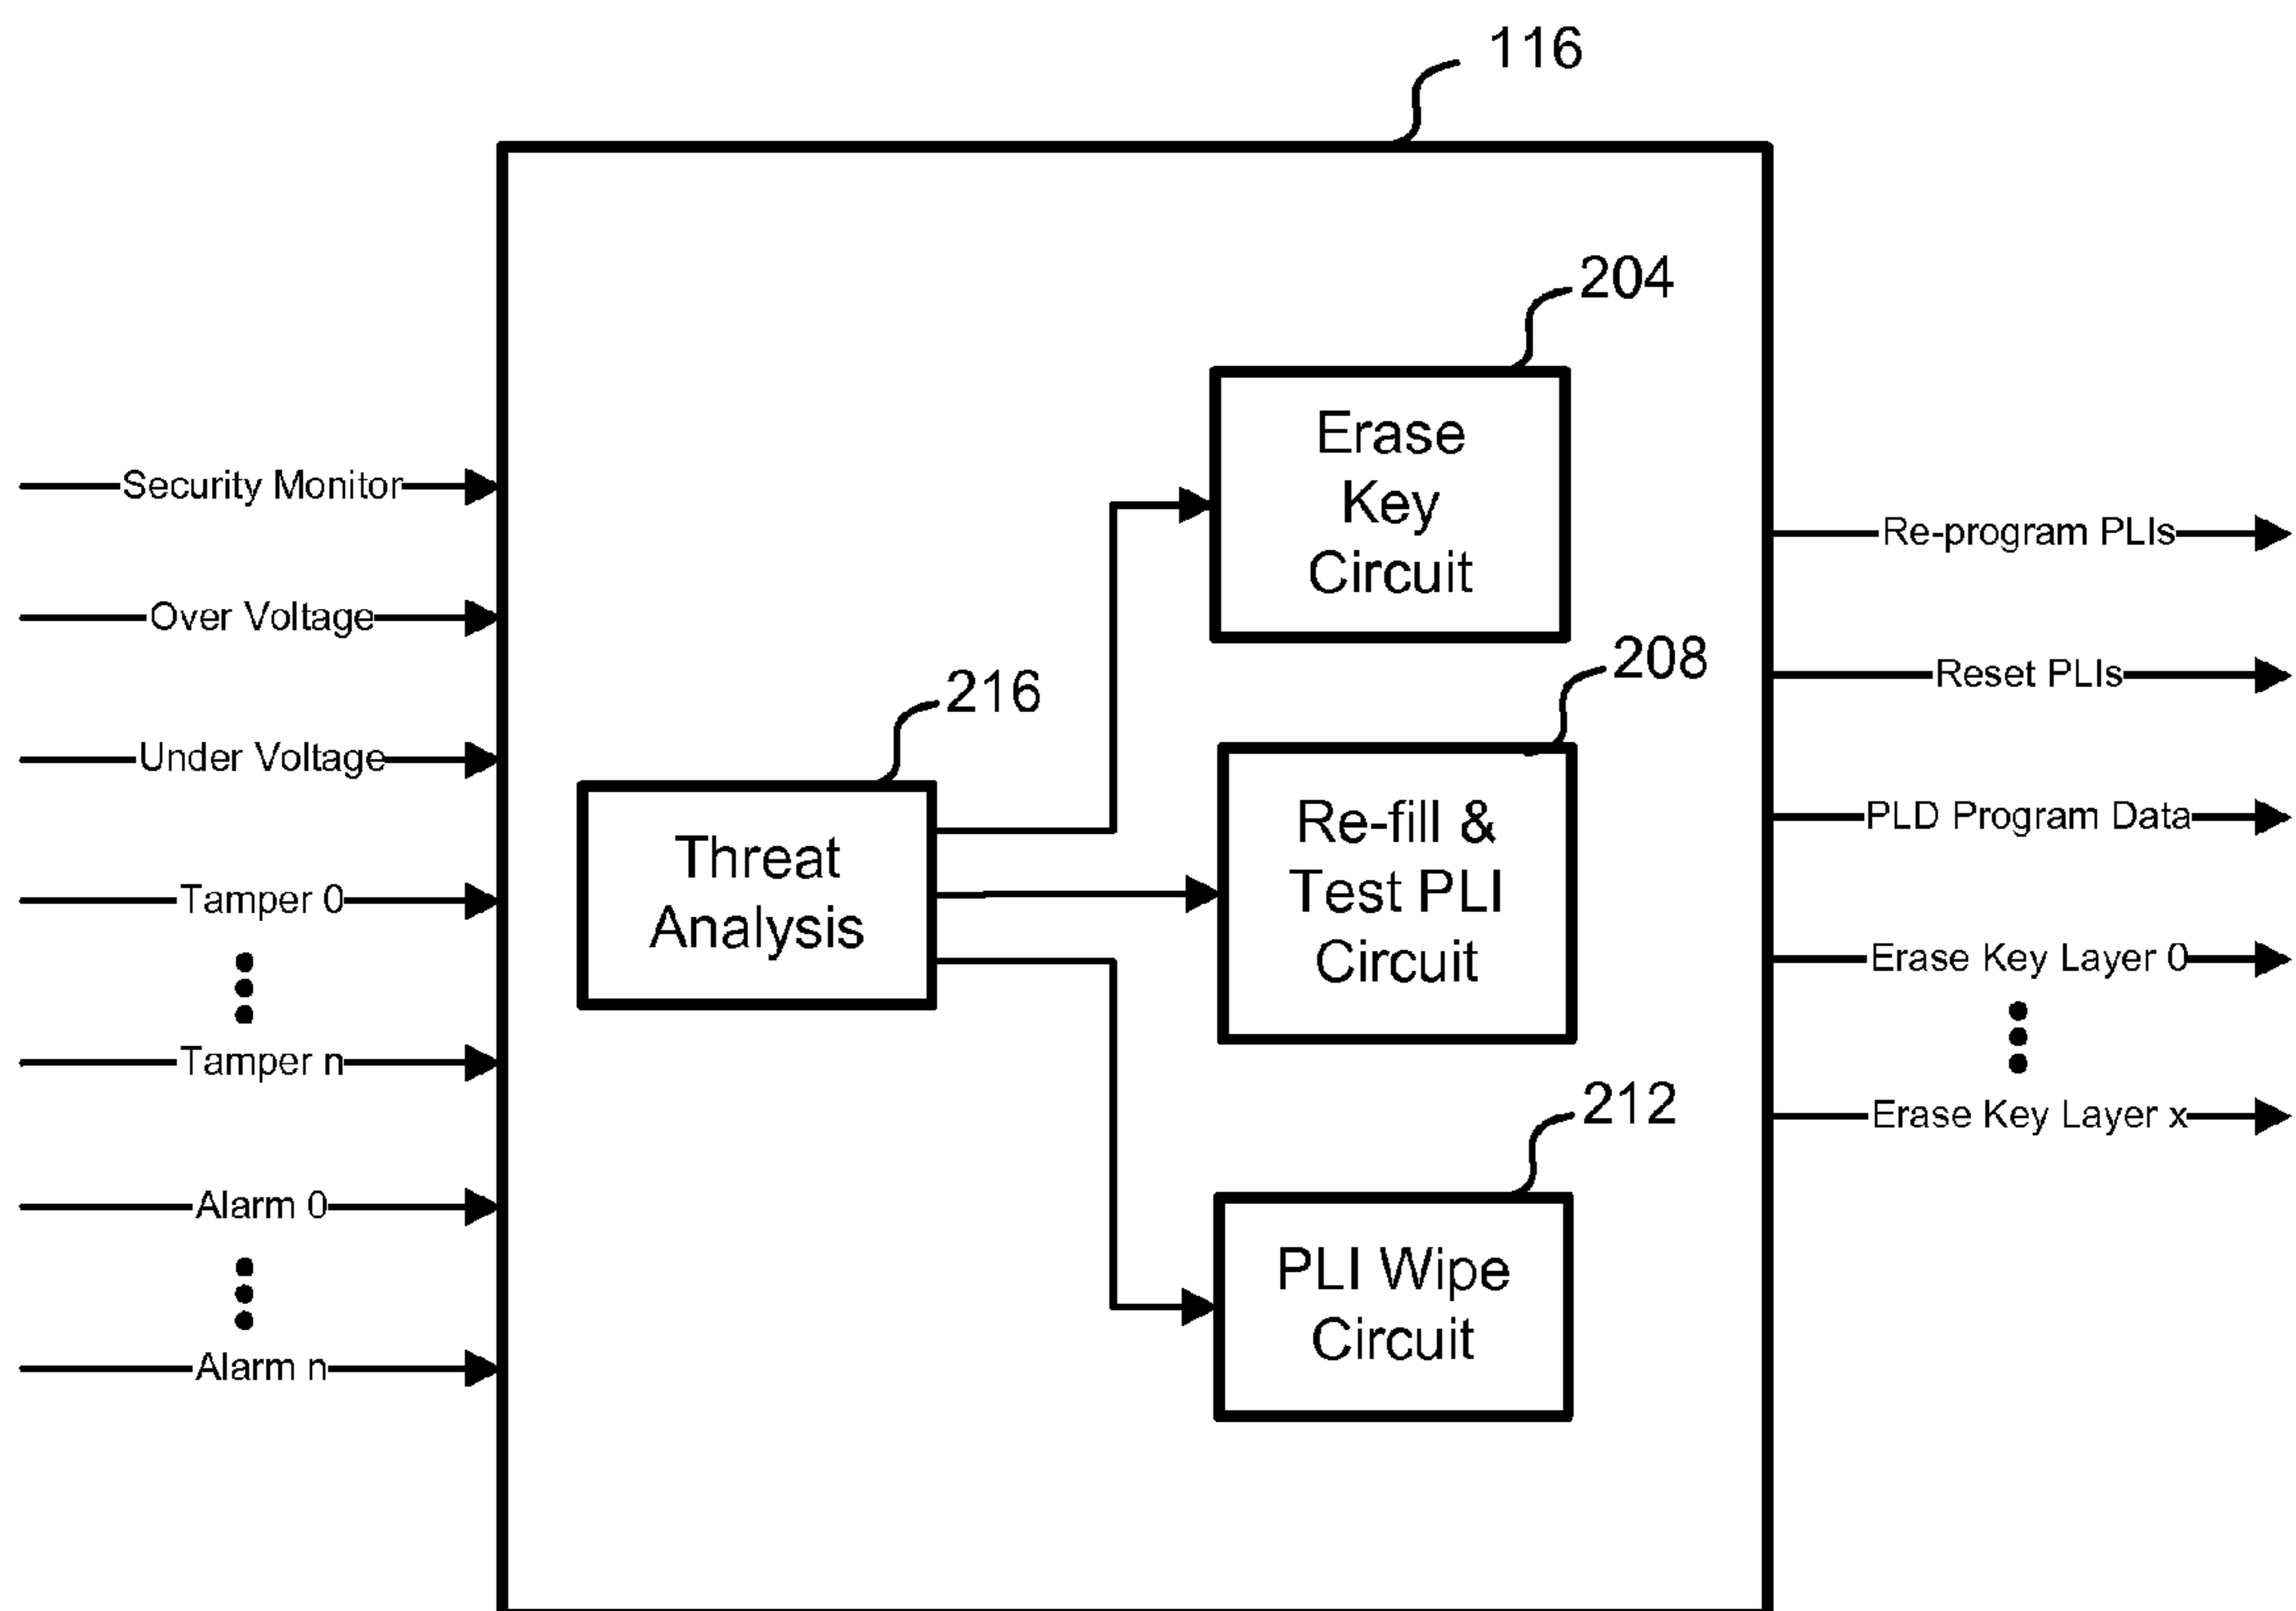 116
204
Erase
Key
Circuit
Security Monitor
Re-program PLIs
Over Voltage
208
Reset PLIs
216
Under Voltage
Re-fill &
Test PLI
Circuit
PLD Program Data
Threat
Analysis
Tamper 0
Erase Key Layer 0
Tamper n
212
Erase Key Layer x
Alarm 0
PLI Wipe
Circuit
Alarm n